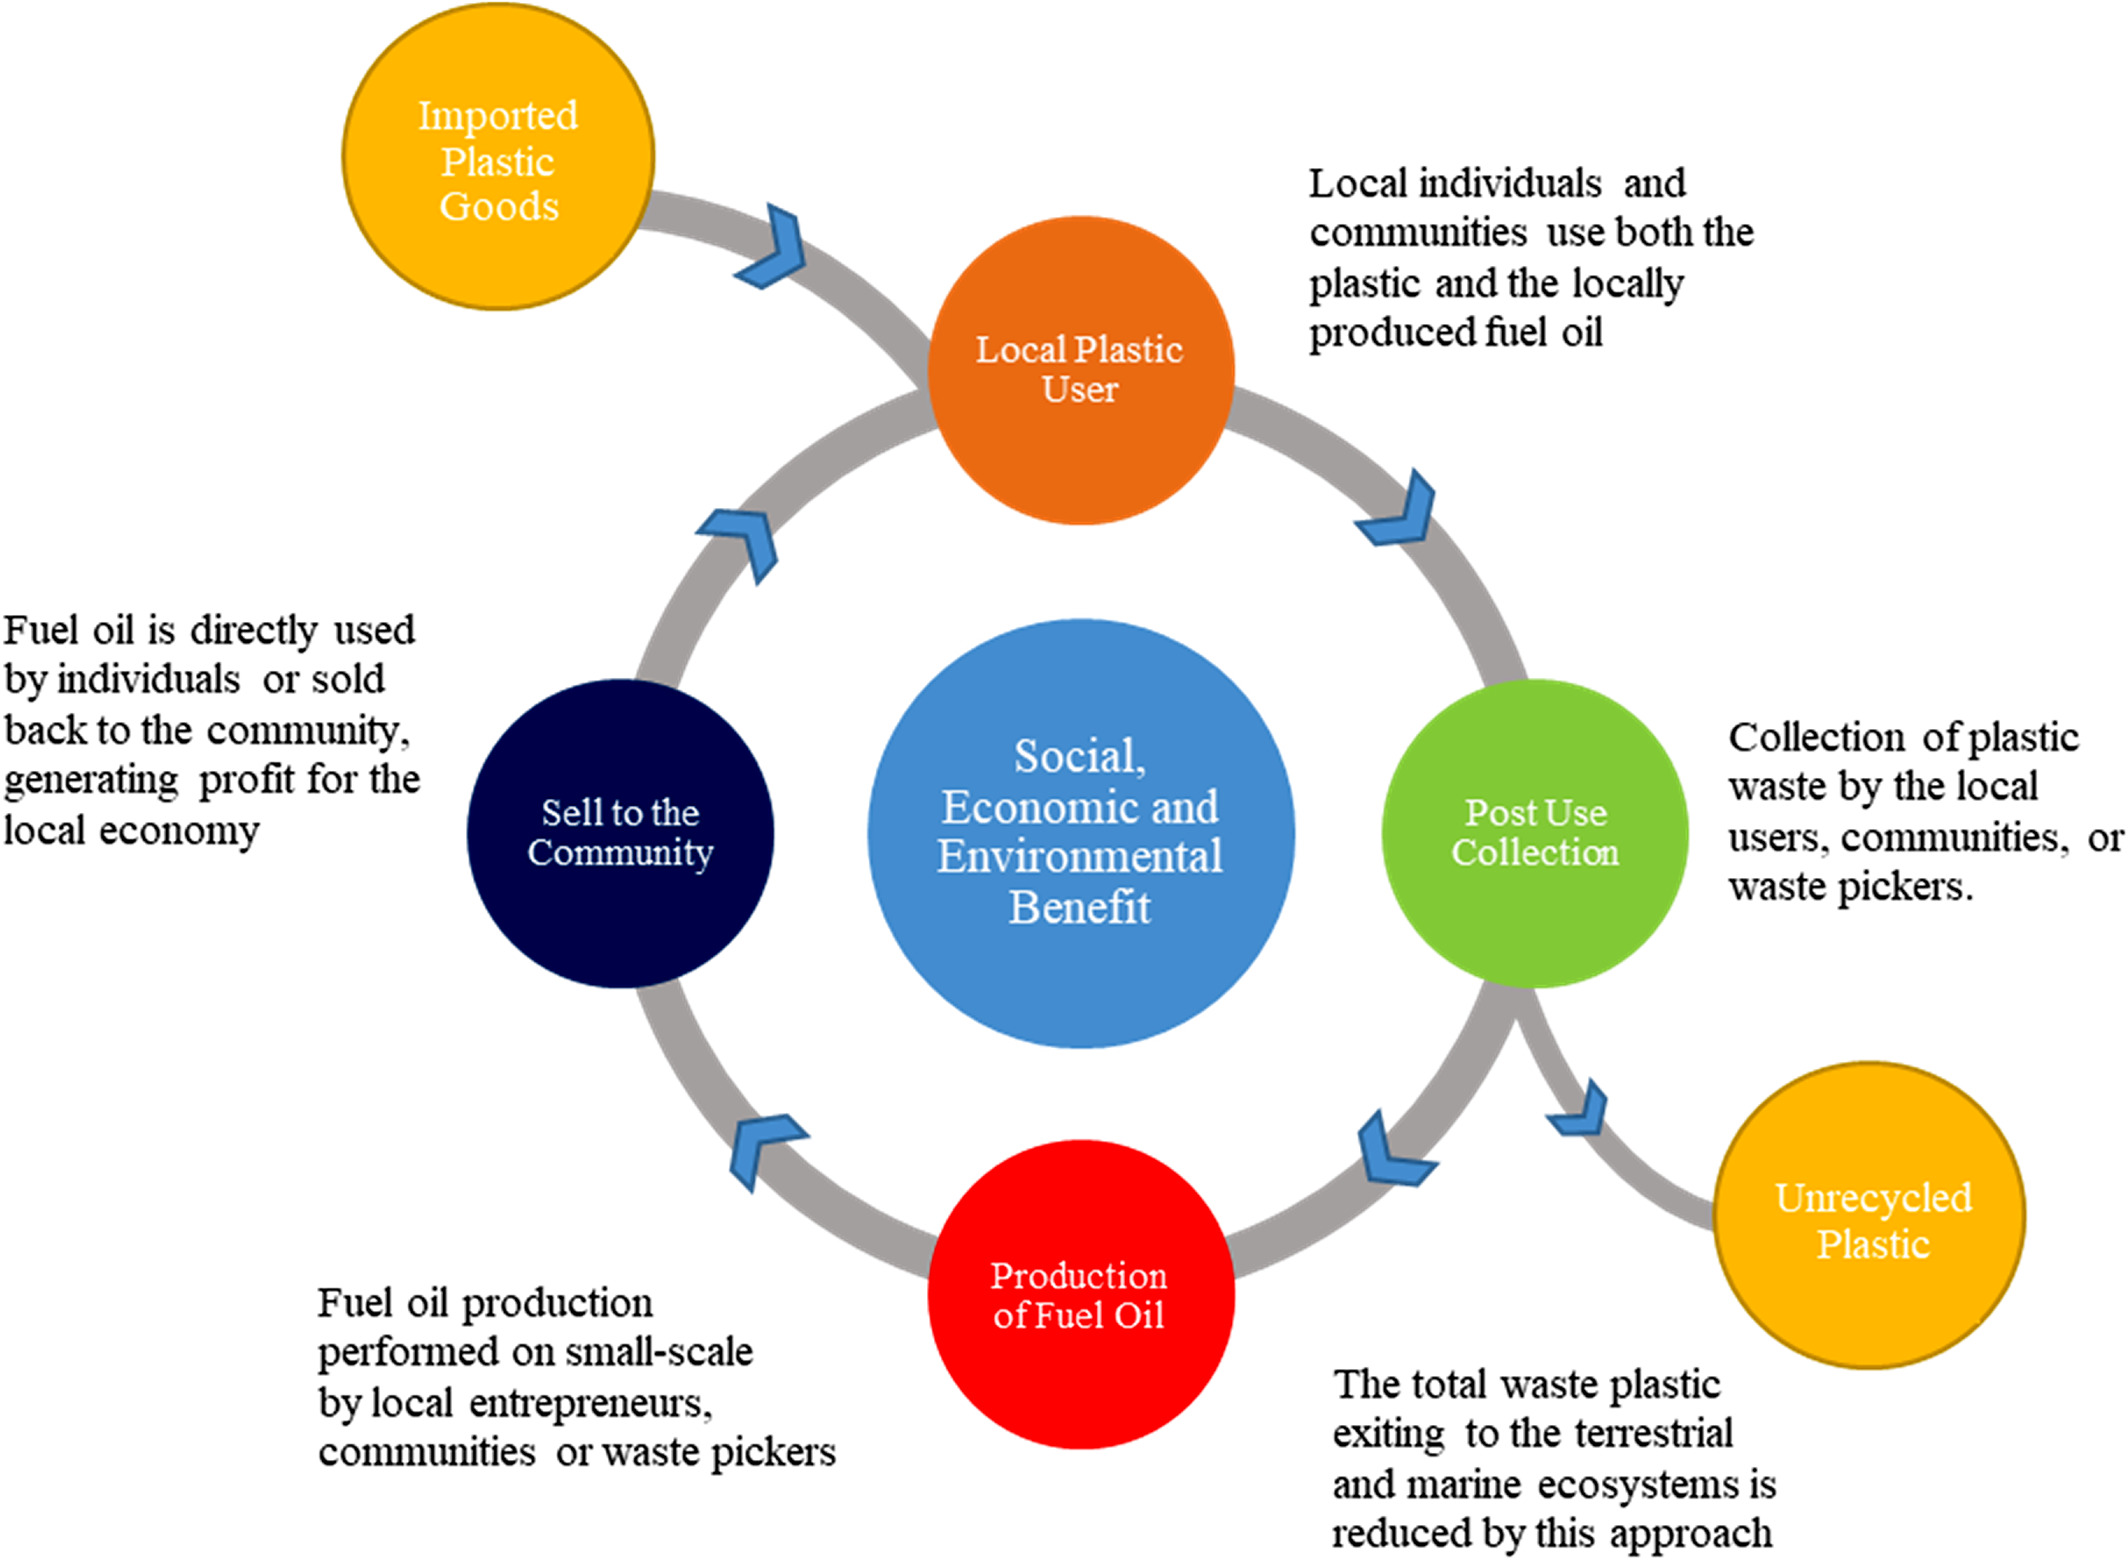 Imported
Plastic
Goods
Local individuals and
communities use both the
plastic and the locally
produced fuel oil
Local Plastic
User
Fuel oil is directly used
by individuals or sold
back to the community,
generating profit for the
local economy
Sell to the
Community
Social,
Economic and
Environmental
Benefit
Post Use
Collection
Collection of plastic
waste by the local
users, communities, or
waste pickers.
Unrecycled
Plastic
Production
of Fuel Oil
Fuel oil production
performed on small-scale
by local entrepreneurs,
communities or waste pickers
The total waste plastic
exiting to the terrestrial
and marine ecosystems is
reduced by this approach